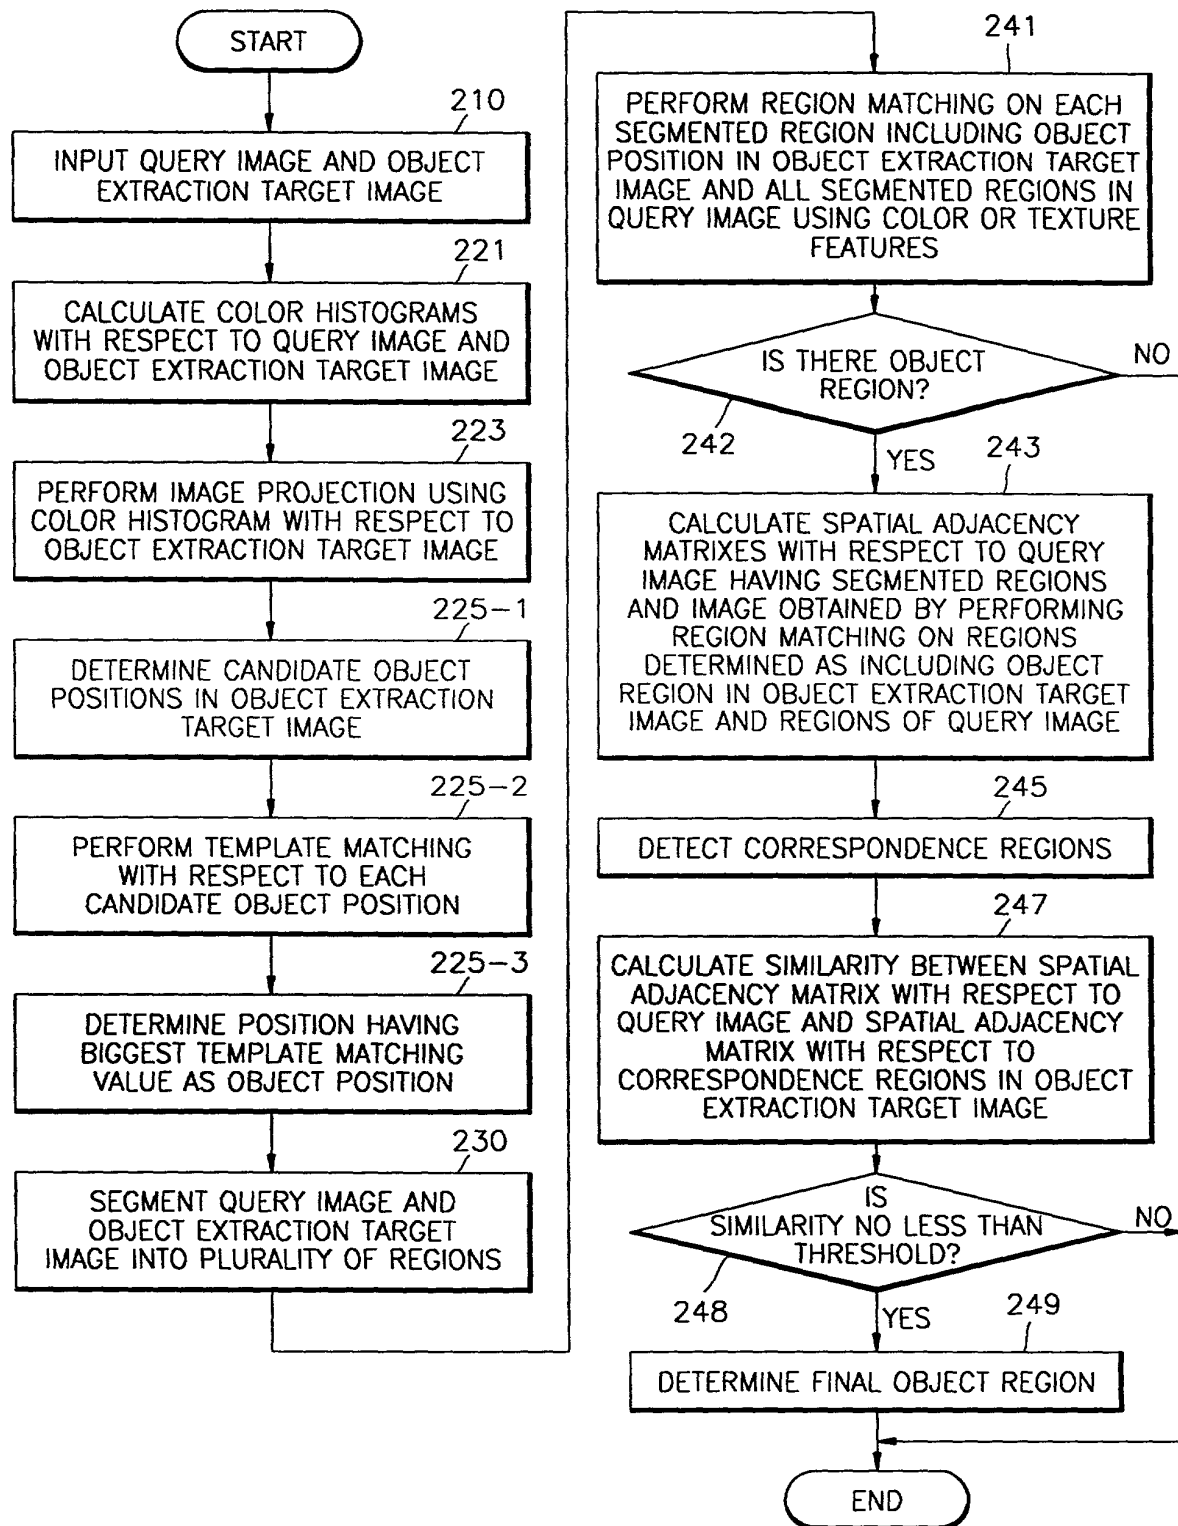 START
210
INPUT QUERY IMAGE AND OBJECT
EXTRACTION TARGET IMAGE
221
CALCULATE COLOR HISTOGRAMS
WITH RESPECT TO QUERY IMAGE AND
OBJECT EXTRACTION TARGET IMAGE
223
PERFORM IMAGE PROJECTION USING
COLOR HISTOGRAM WITH RESPECT TO
OBJECT EXTRACTION TARGET IMAGE
225-1
DETERMINE CANDIDATE OBJECT
POSITIONS IN OBJECT EXTRACTION
TARGET IMAGE
225-2
PERFORM TEMPLATE MATCHING
WITH RESPECT TO EACH
CANDIDATE OBJECT POSITION
225-3
DETERMINE POSITION HAVING
BIGGEST TEMPLATE MATCHING
VALUE AS OBJECT POSITION
230
SEGMENT QUERY IMAGE AND
OBJECT EXTRACTION TARGET
IMAGE INTO PLURALITY OF REGIONS
241
PERFORM REGION MATCHING ON EACH
SEGMENTED REGION INCLUDING OBJECT
POSITION IN OBJECT EXTRACTION TARGET
IMAGE AND ALL SEGMENTED REGIONS IN
QUERY IMAGE USING COLOR OR TEXTURE
FEATURES
IS THERE OBJECT
REGION?
NO
242
YES
243
CALCULATE SPATIAL ADJACENCY
MATRIXES WITH RESPECT TO QUERY
IMAGE HAVING SEGMENTED REGIONS
AND IMAGE OBTAINED BY PERFORMING
REGION MATCHING ON REGIONS
DETERMINED AS INCLUDING OBJECT
REGION IN OBJECT EXTRACTION TARGET
IMAGE AND REGIONS OF QUERY IMAGE
245
DETECT CORRESPONDENCE REGIONS
247
CALCULATE SIMILARITY BETWEEN SPATIAL
ADJACENCY MATRIX WITH RESPECT TO
QUERY IMAGE AND SPATIAL ADJACENCY
MATRIX WITH RESPECT TO
CORRESPONDENCE REGIONS IN OBJECT
EXTRACTION TARGET IMAGE
IS
SIMILARITY NO LESS THAN
THRESHOLD?
NO
248
YES
249
DETERMINE FINAL OBJECT REGION
END